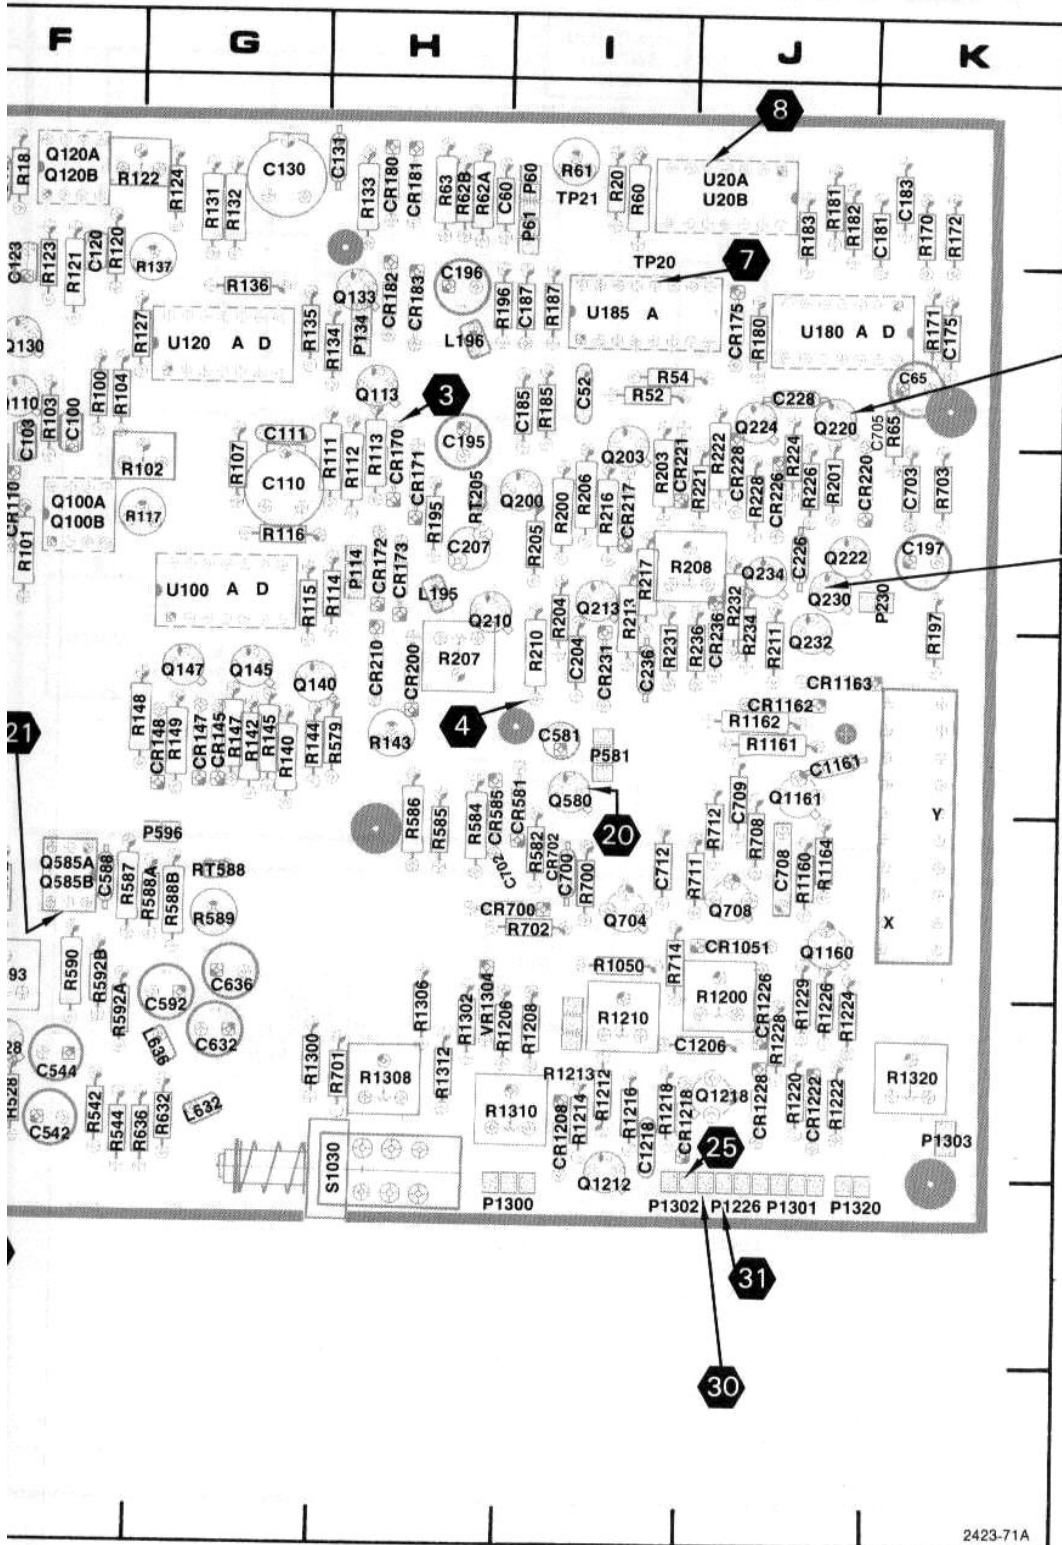 F G H I J K
8
R18 Q120A Q120B R122 R124 R131 R132 C130 C131 R133 CR180 CR181 R63 R62B R62A C60 P60 P61 R61 TP21 R20 R60 U20A U20B R183 R181 R182 C181 C183 R170 R172
C123 R123 R121 C120 R120 R137 R136 Q133 CR182 CR183 C196 R196 C187 R187 TP20 7
Q130 R127 U120 A D R135 R134 P134 L196 U185 A CR175 R180 U180 A D R171 C175
R103 C103 C100 R100 R104 Q113 3 C185 R185 C52 R54 R52 C228 C65
R102 R107 C111 R111 R112 R113 CR170 CR171 C195 Q203 R203 CR221 R222 Q224 CR228 R224 Q220 C705 R65
CR110 Q100A Q100B R117 C110 R195 RT205 Q200 R200 R206 R216 CR217 R221 R228 CR226 R226 R201 CR220 C703 R703
R101 R116 C207 R205 R208 C226 Q222 C197
U100 A D R115 R114 P114 CR172 CR173 L195 Q210 R204 Q213 R213 R217 Q234 R232 Q230 P230
Q147 Q145 Q140 CR210 CR200 R207 R210 C204 CR231 C236 R231 R236 CR236 R234 R211 Q232 R197
21 R148 CR148 R149 CR147 CR145 R147 R142 R145 R140 R144 R579 R143 4 C581 P581 CR1163 CR1162 R1162 R1161 C1161
P596 R586 R585 R584 CR585 CR581 Q580 20 R712 C709 R708 Q1161 Y
Q585A Q585B C588 R587 R588A R588B RT588 C702 R582 CR702 C700 R700 C712 R711 C708 R1160 R1164
R589 CR700 R702 Q704 Q708 X
93 R590 R592B R592A C592 C636 R1050 R714 CR1051 Q1160
C544 L636 C632 R1300 R701 R1308 R1306 R1312 R1302 VR1304 R1206 R1208 R1210 R1200 C1206 CR1226 R1228 R1229 R1226 R1224
R528 C542 R542 R544 R636 R632 L632 R1310 R1213 CR1208 R1214 R1212 R1216 C1218 R1218 CR1218 Q1218 CR1228 R1220 CR1222 R1222 R1320
S1030 Q1212 25 P1303
P1300 P1302 P1226 P1301 P1320
31
30
2423-71A